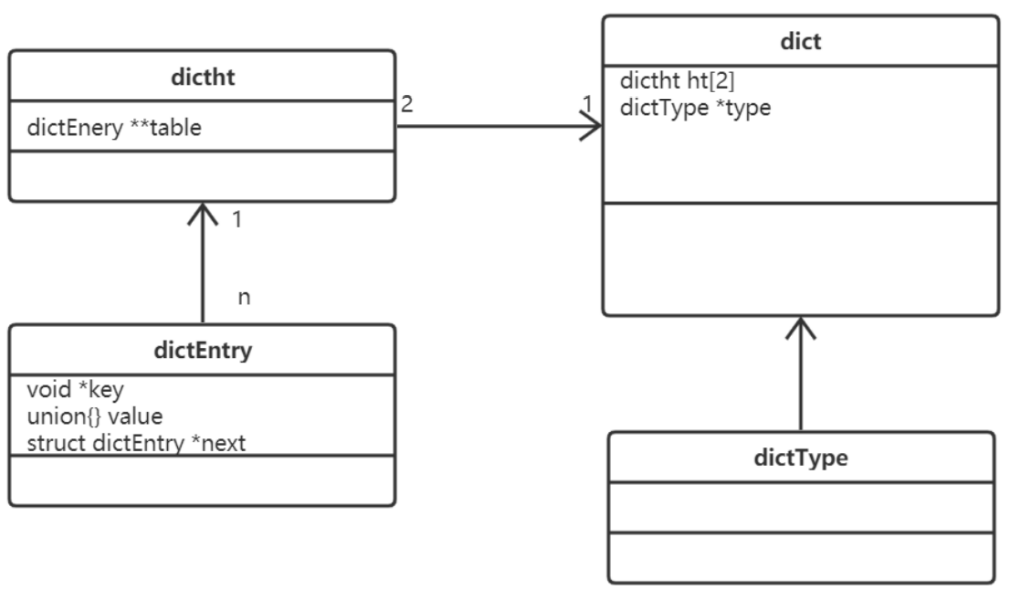 dictht
dictEnery **table
2
1
dict
dictht ht[2]
dictType *type
1
n
dictEntry
void *key
union{} value
struct dictEntry *next
dictType